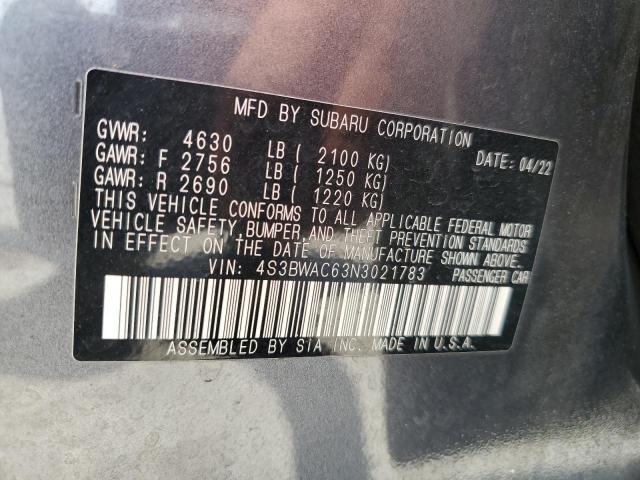 MFD BY SUBARU CORPORATION
GVWR: 4630 LB ( 2100 KG) DATE: 04/22
GAWR: F 2756 LB ( 1250 KG)
GAWR: R 2690 LB ( 1220 KG)
THIS VEHICLE CONFORMS TO ALL APPLICABLE FEDERAL MOTOR
VEHICLE SAFETY, BUMPER, AND THEFT PREVENTION STANDARDS
IN EFFECT ON THE DATE OF MANUFACTURE SHOWN ABOVE.
VIN: 4S3BWAC63N3021783 PASSENGER CAR
ASSEMBLED BY SIA INC. MADE IN U.S.A.